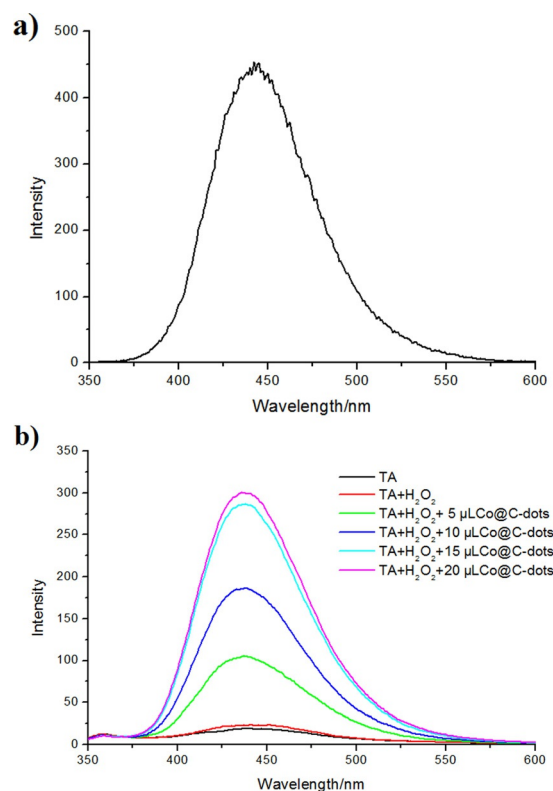 a)
500
400
300
200
100
0
Intensity
350 400 450 500 550 600
Wavelength/nm
b)
350
300
250
200
150
100
50
0
Intensity
TA
TA+H₂O₂
TA+H₂O₂+ 5 μLCo@C-dots
TA+H₂O₂+10 μLCo@C-dots
TA+H₂O₂+15 μLCo@C-dots
TA+H₂O₂+20 μLCo@C-dots
350 400 450 500 550 600
Wavelength/nm